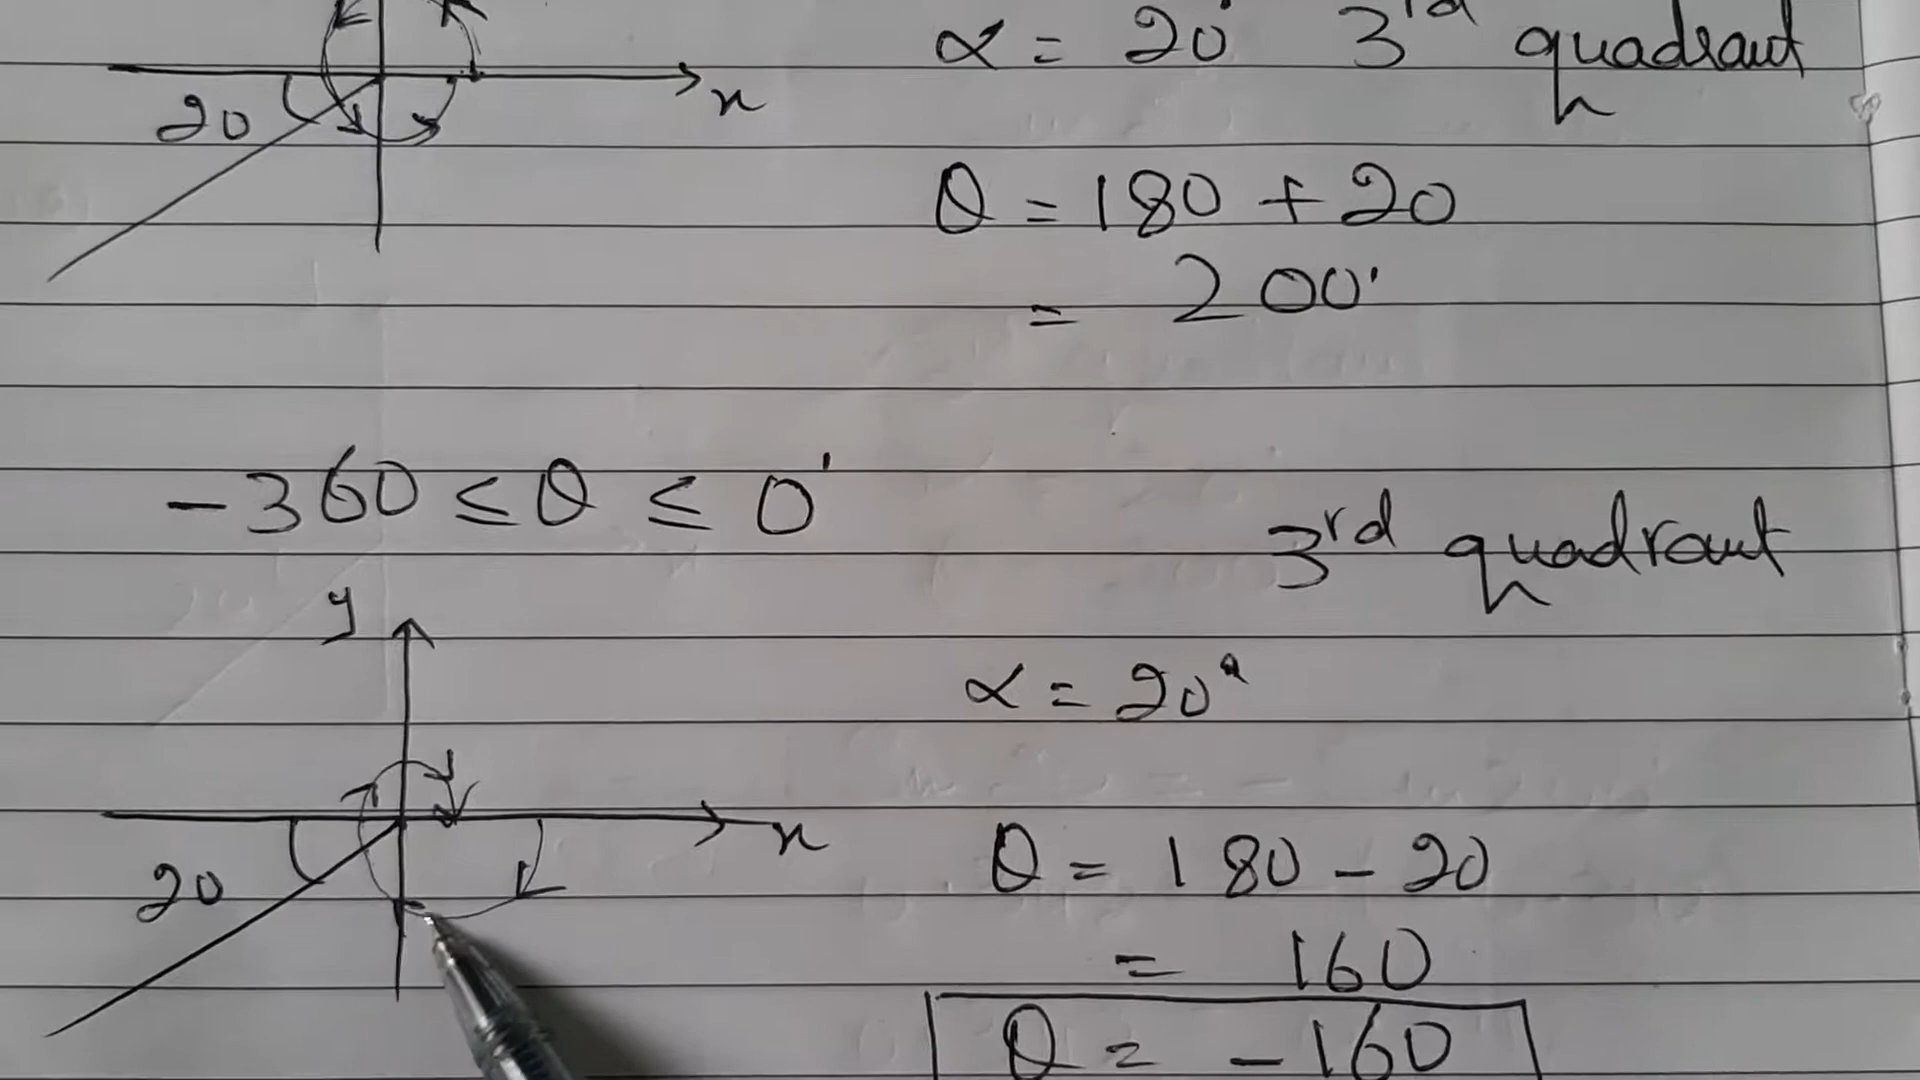 α = 20° 3rd quadrant
20
x
θ = 180 + 20
= 200°
-360 ≤ θ ≤ 0°
3rd quadrant
y
α = 20°
x
20
θ = 180 - 20
= 160
θ = -160